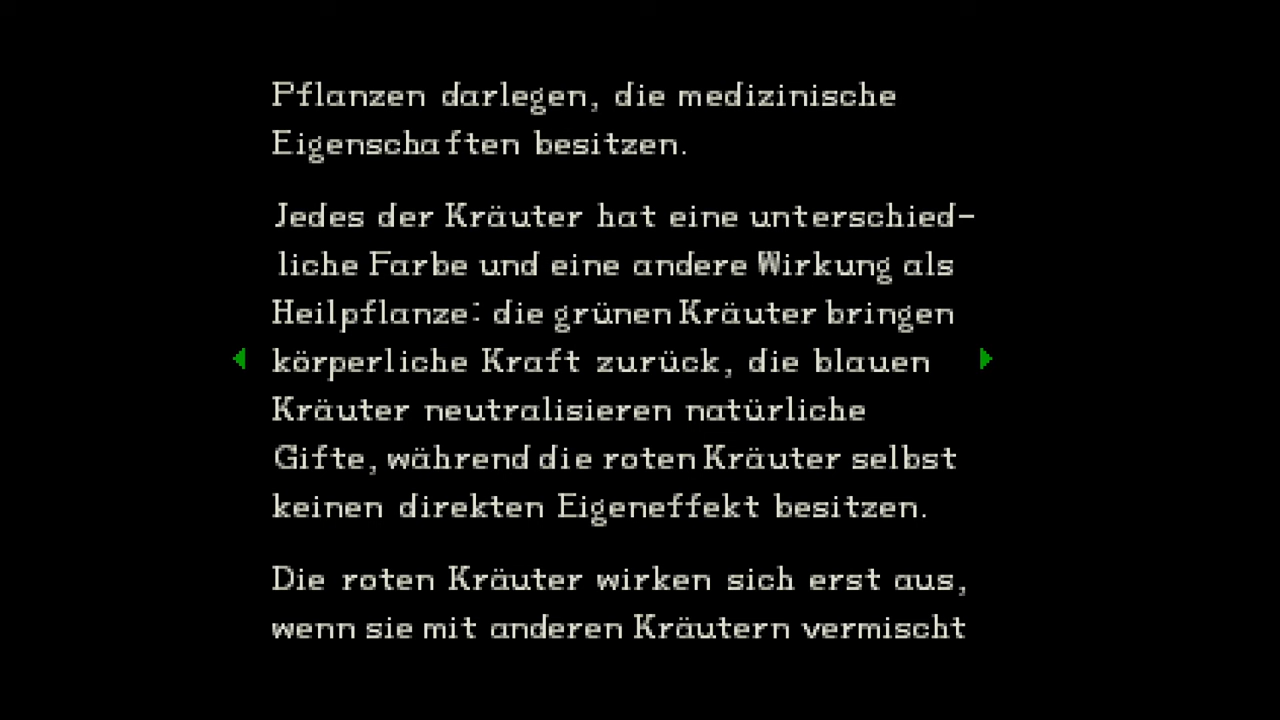 Pflanzen darlegen, die medizinische
Eigenschaften besitzen.
Jedes der Kräuter hat eine unterschied-
liche Farbe und eine andere Wirkung als
Heilpflanze: die grünen Kräuter bringen
körperliche Kraft zurück, die blauen
Kräuter neutralisieren natürliche
Gifte, während die roten Kräuter selbst
keinen direkten Eigeneffekt besitzen.
Die roten Kräuter wirken sich erst aus,
wenn sie mit anderen Kräutern vermischt